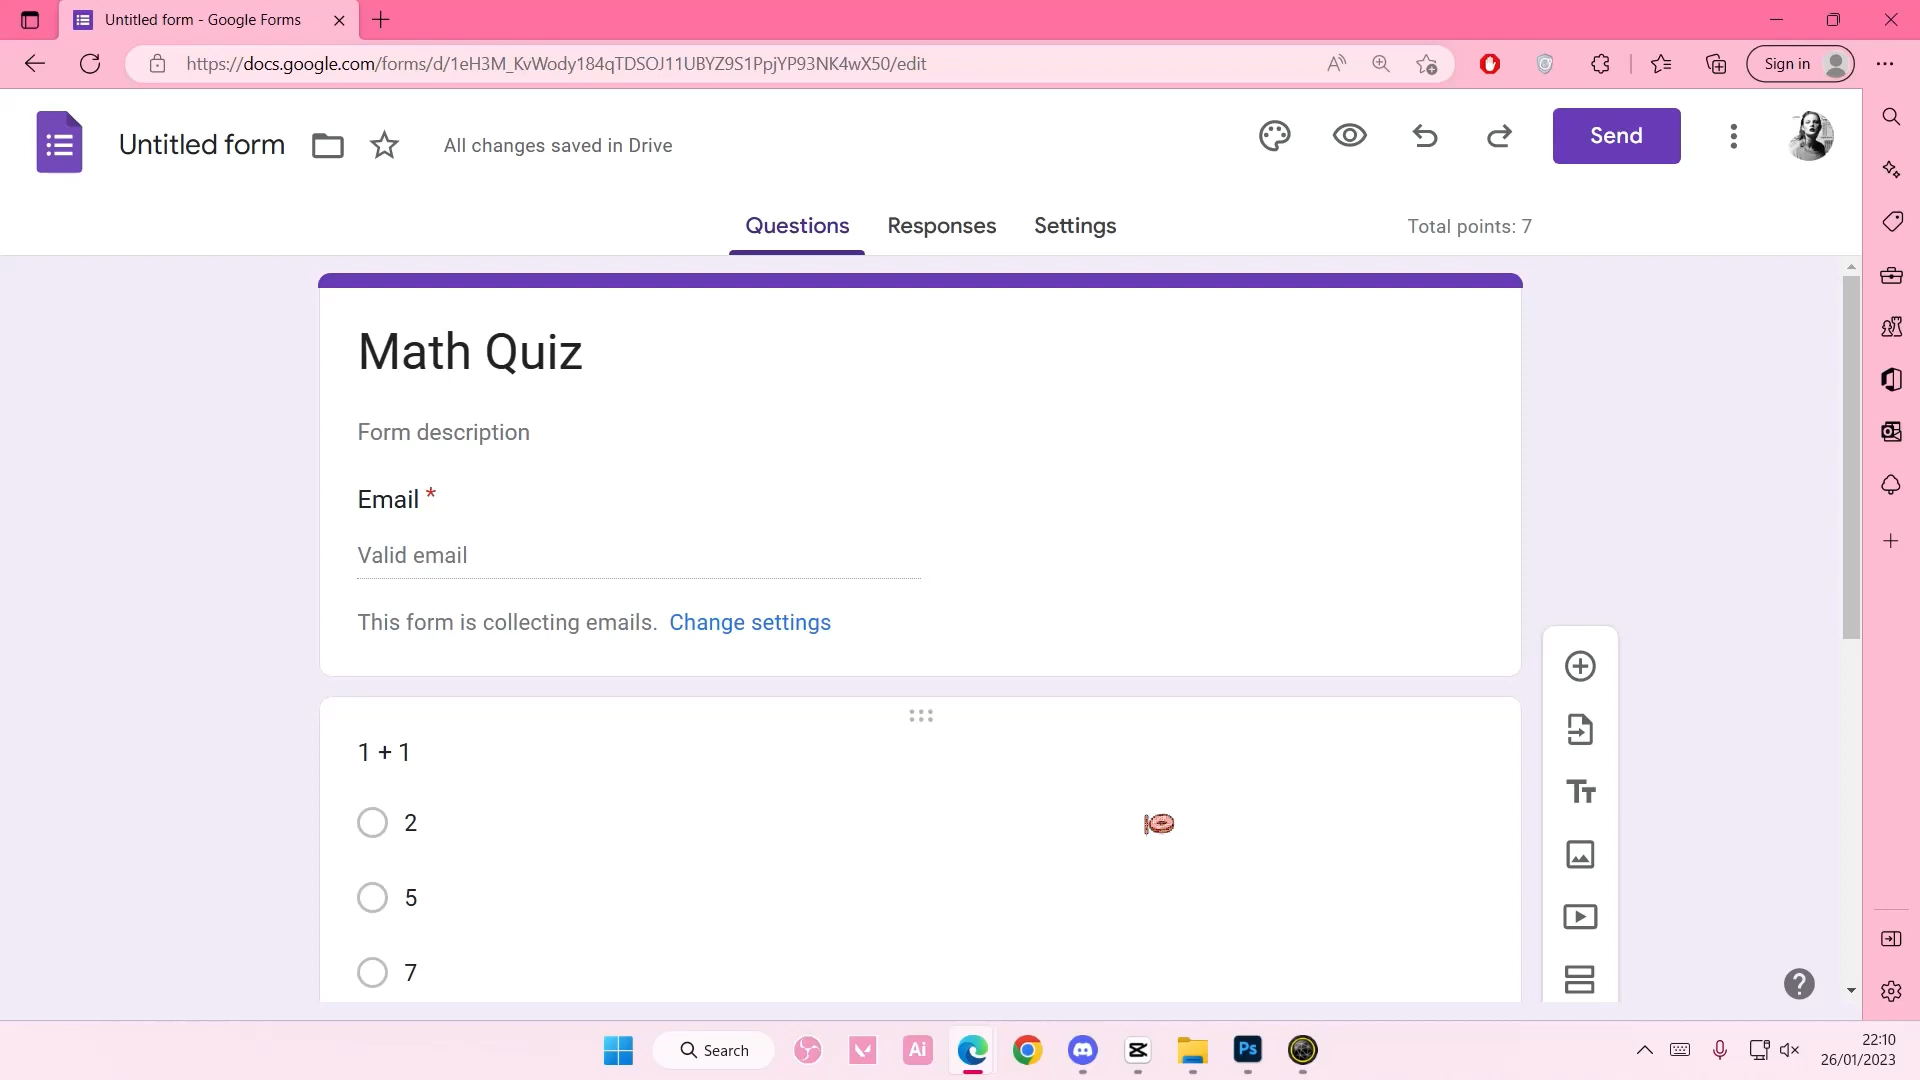 Untitled form - Google Forms
https://docs.google.com/forms/d/1eH3M_KvWody184qTDSOJ11UBYZ9S1PpjYP93NK4wX50/edit
Sign in
Untitled form
All changes saved in Drive
Send
Questions
Responses
Settings
Total points: 7
Math Quiz
Form description
Email *
Valid email
This form is collecting emails. Change settings
1 + 1
2
5
7
Search
Ai
Ps
22:10
26/01/2023